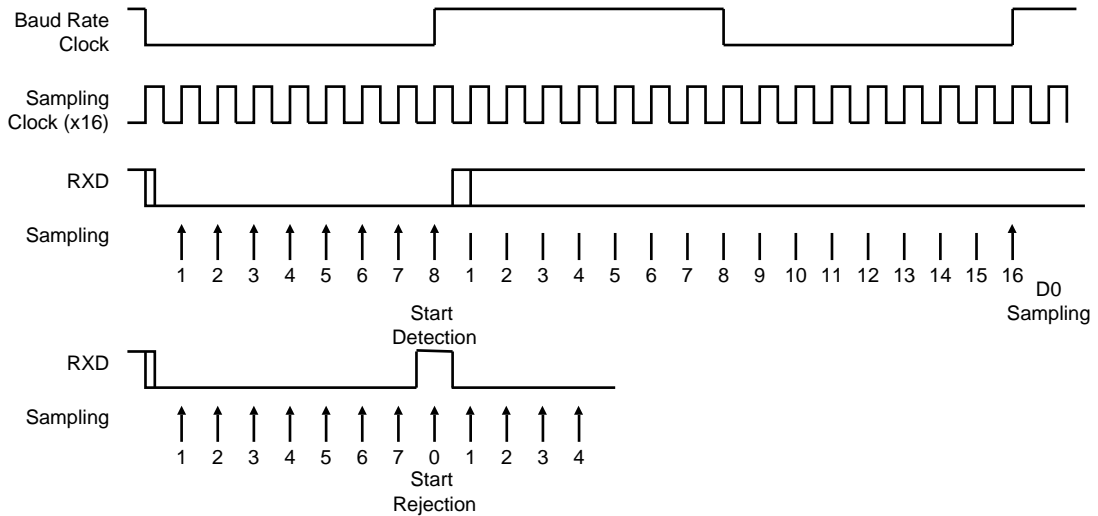 Baud Rate
Clock
Sampling
Clock (x16)
RXD
Sampling
1 2 3 4 5 6 7 8 1 2 3 4 5 6 7 8 9 10 11 12 13 14 15 16
D0
Sampling
Start
Detection
RXD
Sampling
1 2 3 4 5 6 7 0 1 2 3 4
Start
Rejection